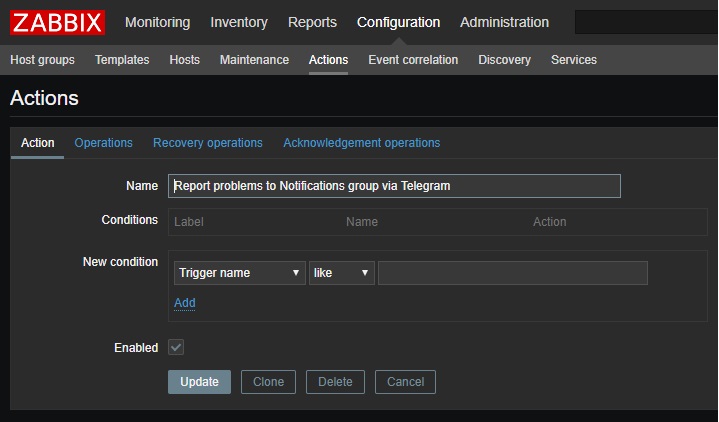 ZABBIX Monitoring Inventory Reports Configuration Administration
Host groups Templates Hosts Maintenance Actions Event correlation Discovery Services
Actions
Action Operations Recovery operations Acknowledgement operations
Name Report problems to Notifications group via Telegram
Conditions Label Name Action
New condition
Trigger name like
Add
Enabled
Update Clone Delete Cancel